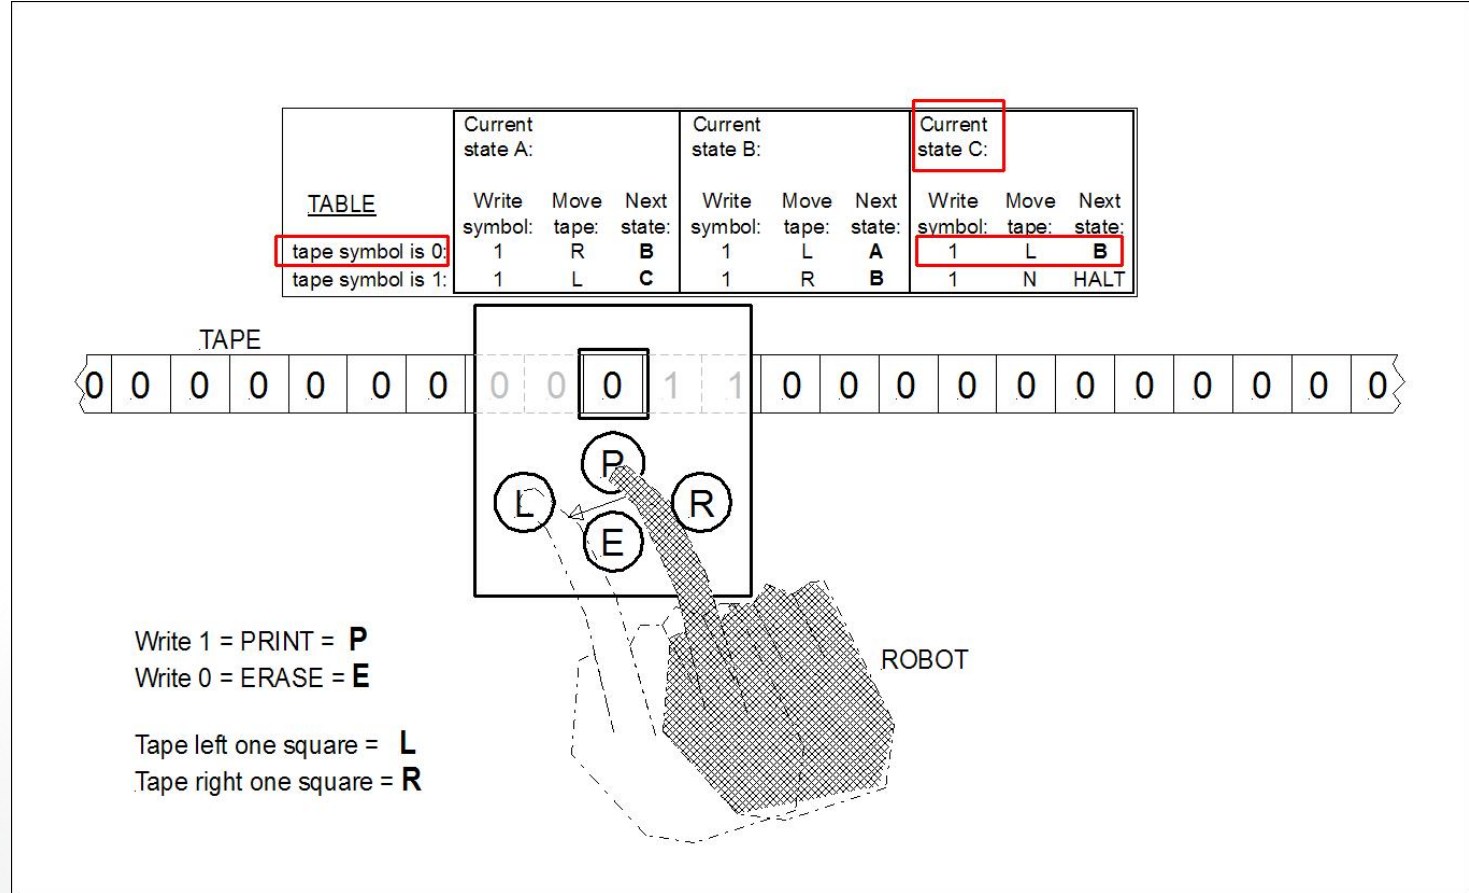 Current Current Current
state A: state B: state C:
TABLE Write Move Next Write Move Next Write Move Next
symbol: tape: state: symbol: tape: state: symbol: tape: state:
tape symbol is 0: 1 R B 1 L A 1 L B
tape symbol is 1: 1 L C 1 R B 1 N HALT
TAPE
0 0 0 0 0 0 0 0 0 0 1 1 0 0 0 0 0 0 0 0 0 0 0
P
L R
E
Write 1 = PRINT = P
Write 0 = ERASE = E
ROBOT
Tape left one square = L
Tape right one square = R